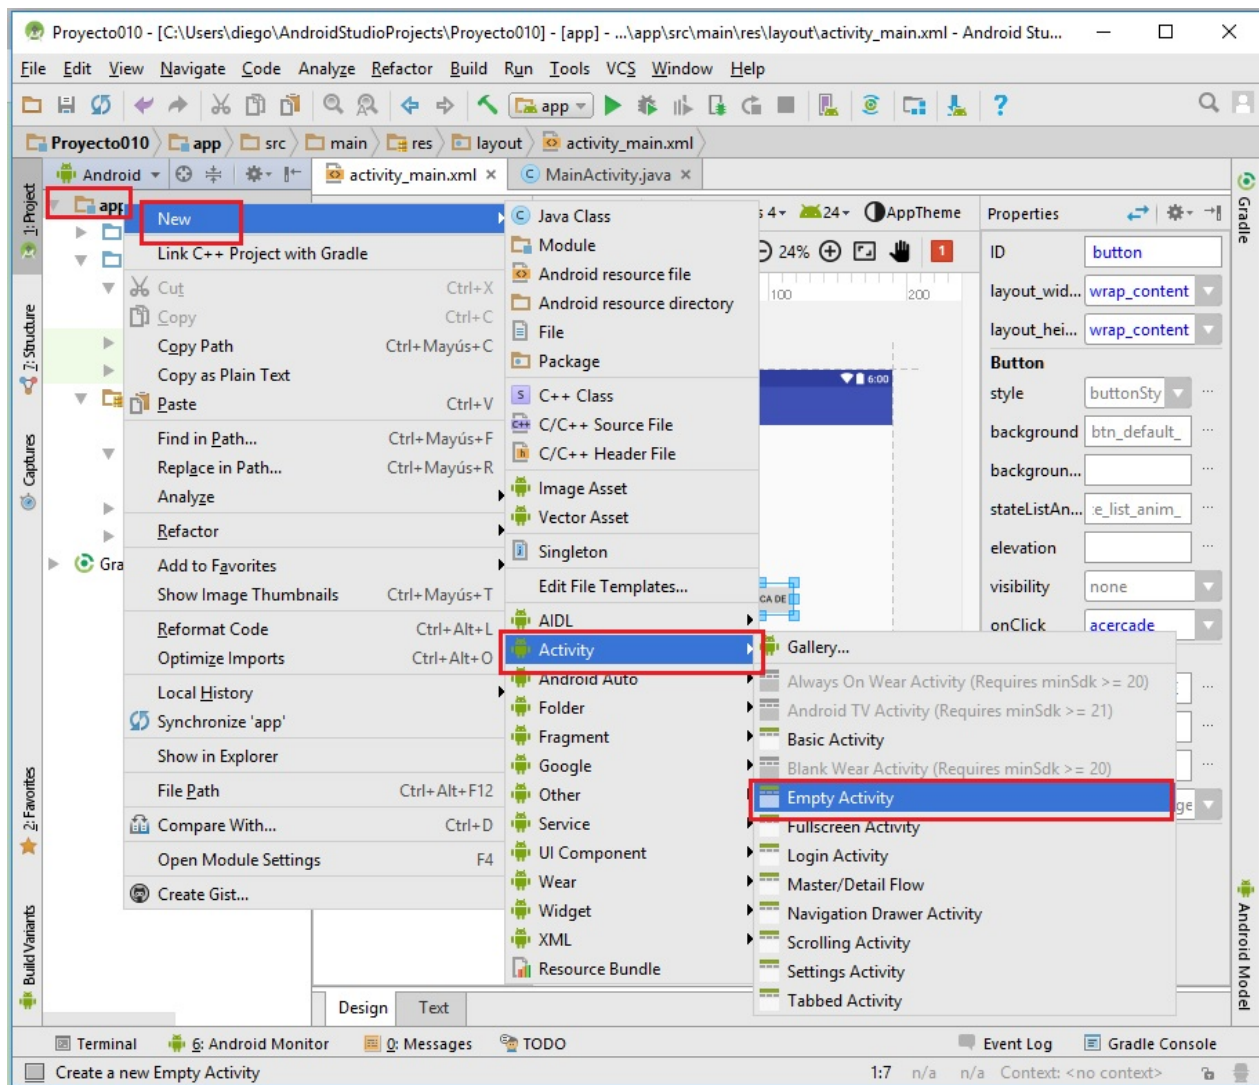 Proyecto010 - [C:\Users\diego\AndroidStudioProjects\Proyecto010] - [app] - ...\app\src\main\res\layout\activity_main.xml - Android Stu...
File Edit View Navigate Code Analyze Refactor Build Run Tools VCS Window Help
app
Proyecto010 app src main res layout activity_main.xml
Android activity_main.xml MainActivity.java
1: Project
7: Structure
Captures
2: Favorites
Build Variants
app
Gra
New
Link C++ Project with Gradle
Cut Ctrl+X
Copy Ctrl+C
Copy Path Ctrl+Mayús+C
Copy as Plain Text
Paste Ctrl+V
Find in Path... Ctrl+Mayús+F
Replace in Path... Ctrl+Mayús+R
Analyze
Refactor
Add to Favorites
Show Image Thumbnails Ctrl+Mayús+T
Reformat Code Ctrl+Alt+L
Optimize Imports Ctrl+Alt+O
Local History
Synchronize 'app'
Show in Explorer
File Path Ctrl+Alt+F12
Compare With... Ctrl+D
Open Module Settings F4
Create Gist...
Java Class
Module
Android resource file
Android resource directory
File
Package
C++ Class
C/C++ Source File
C/C++ Header File
Image Asset
Vector Asset
Singleton
Edit File Templates...
AIDL
Activity
Android Auto
Folder
Fragment
Google
Other
Service
UI Component
Wear
Widget
XML
Resource Bundle
Gallery...
Always On Wear Activity (Requires minSdk >= 20)
Android TV Activity (Requires minSdk >= 21)
Basic Activity
Blank Wear Activity (Requires minSdk >= 20)
Empty Activity
Fullscreen Activity
Login Activity
Master/Detail Flow
Navigation Drawer Activity
Scrolling Activity
Settings Activity
Tabbed Activity
s 4 24 AppTheme
24% 1
100 200
6:00
CA DE
Properties
ID button
layout_wid... wrap_content
layout_hei... wrap_content
Button
style buttonSty
background btn_default_
backgroun...
stateListAn... :e_list_anim_
elevation
visibility none
onClick acercade
ge
Gradle
Android Model
Design Text
Terminal 6: Android Monitor 0: Messages TODO Event Log Gradle Console
Create a new Empty Activity 1:7 n/a n/a Context: <no context>